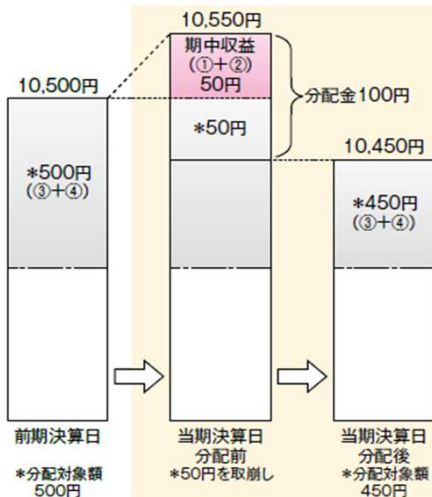 10,550円
期中収益
(①+②)
50円
10,500円
分配金100円
*50円
10,450円
*500円
(③+④)
*450円
(③+④)
前期決算日
当期決算日
分配前
当期決算日
分配後
*分配対象額
500円
*50円を取崩し
*分配対象額
450円